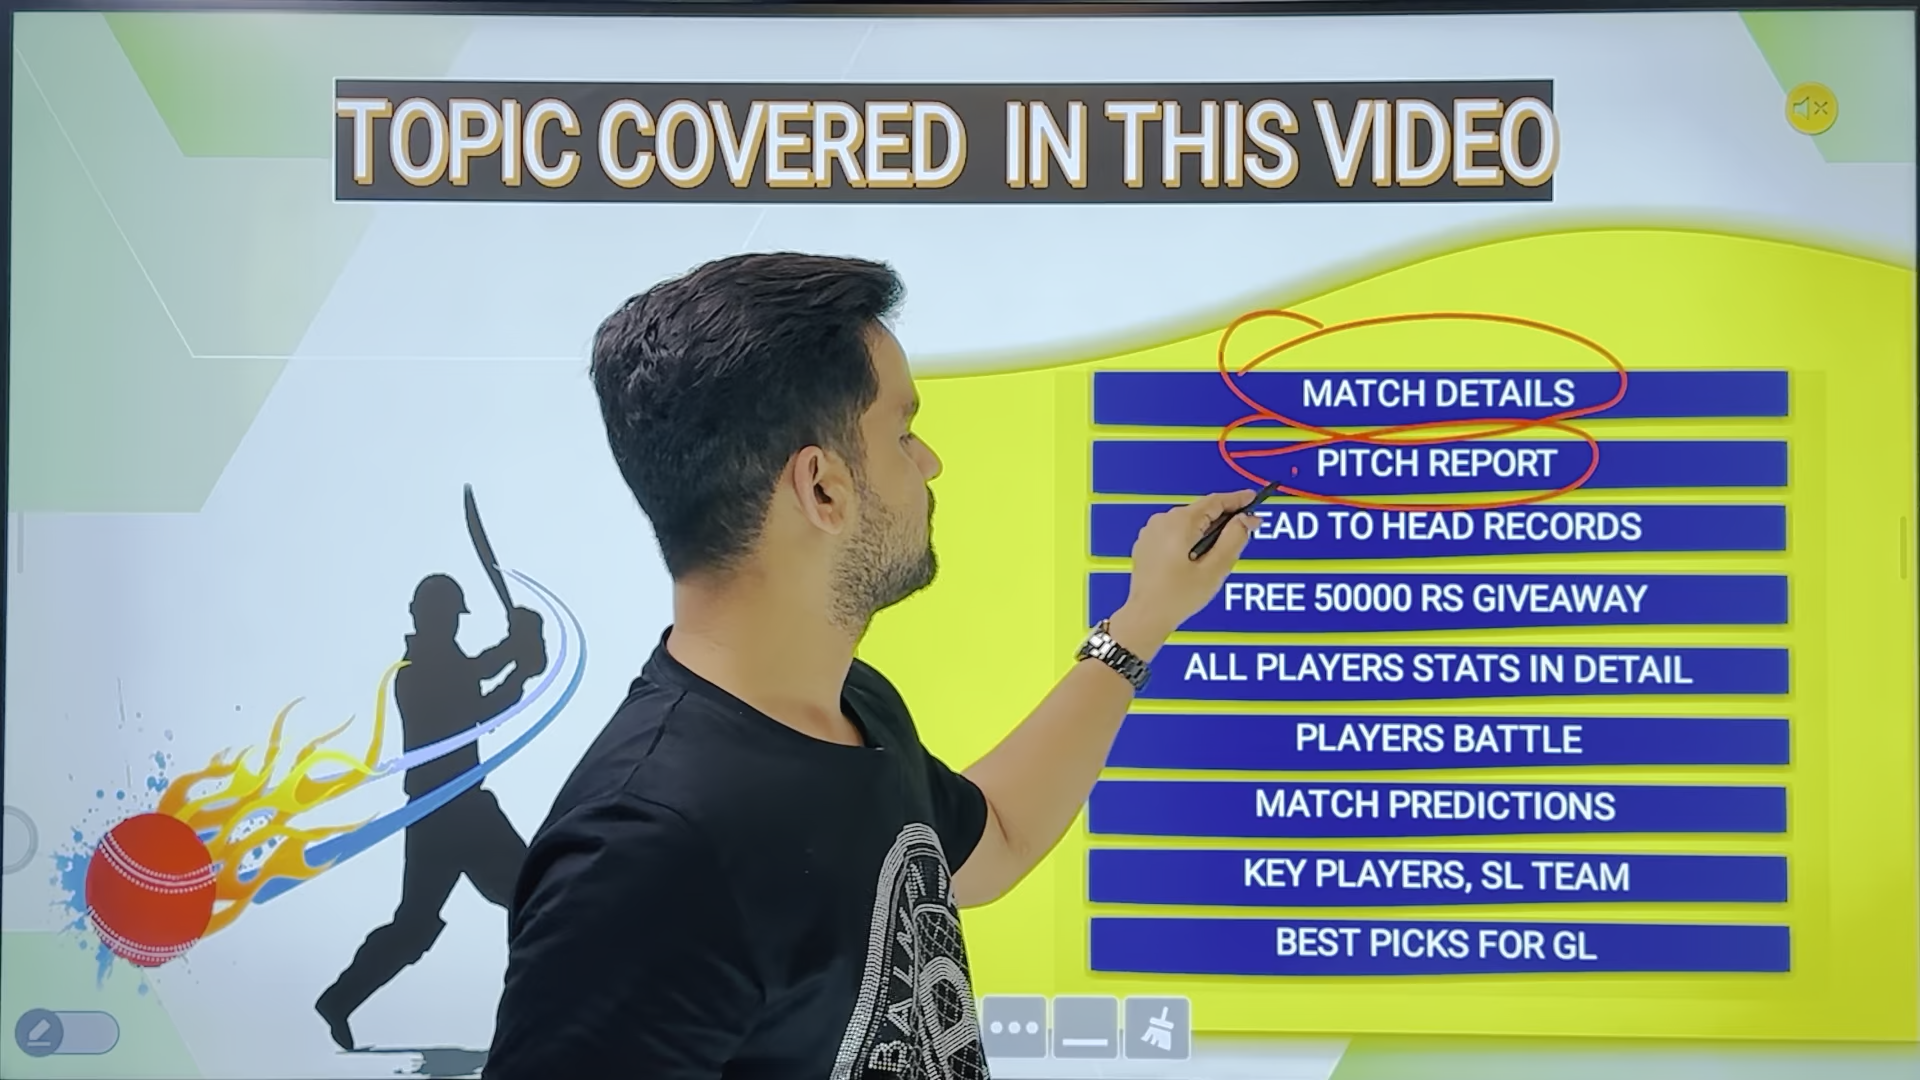 TOPIC COVERED IN THIS VIDEO
MATCH DETAILS
PITCH REPORT
EAD TO HEAD RECORDS
FREE 50000 RS GIVEAWAY
ALL PLAYERS STATS IN DETAIL
PLAYERS BATTLE
MATCH PREDICTIONS
KEY PLAYERS, SL TEAM
BEST PICKS FOR GL
BALM